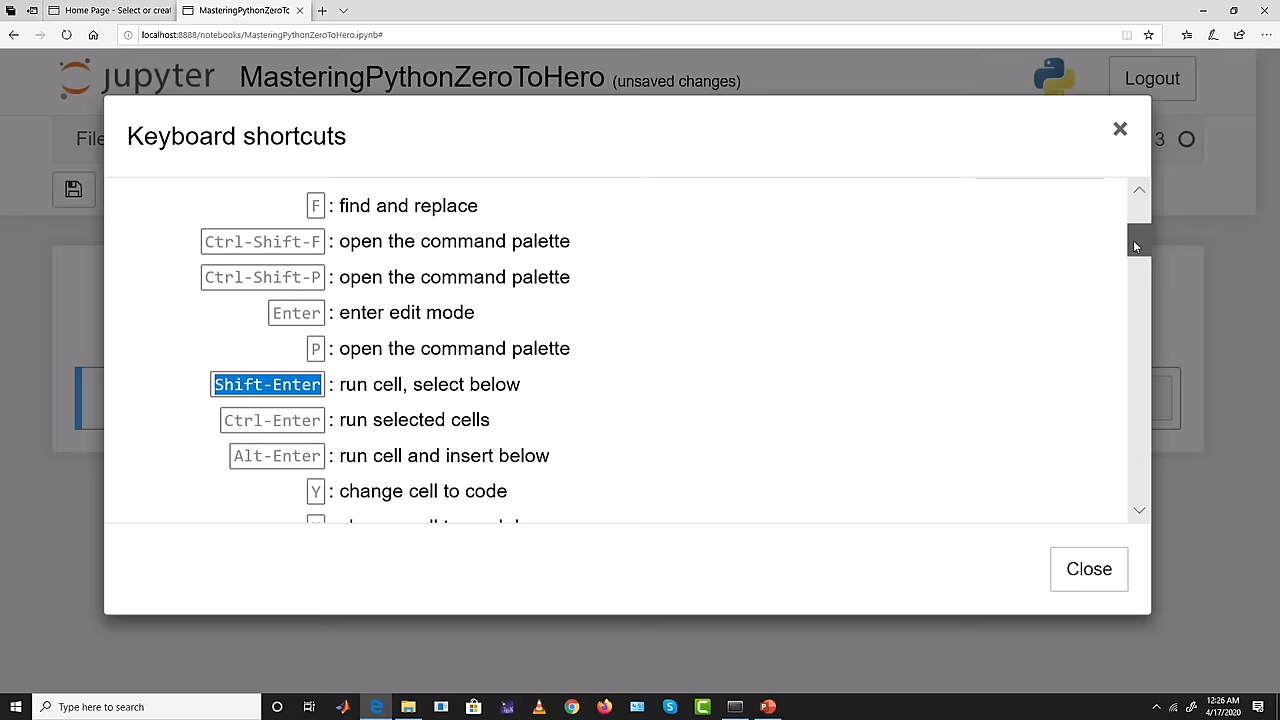 Home Page - Select or creat
MasteringPythonZeroTo
localhost:8888/notebooks/MasteringPythonZeroToHero.ipynb#
jupyter MasteringPythonZeroToHero (unsaved changes)
Logout
File
3
Keyboard shortcuts
F : find and replace
Ctrl-Shift-F : open the command palette
Ctrl-Shift-P : open the command palette
Enter : enter edit mode
P : open the command palette
Shift-Enter : run cell, select below
Ctrl-Enter : run selected cells
Alt-Enter : run cell and insert below
Y : change cell to code
Close
Type here to search
12:26 AM
4/17/2020